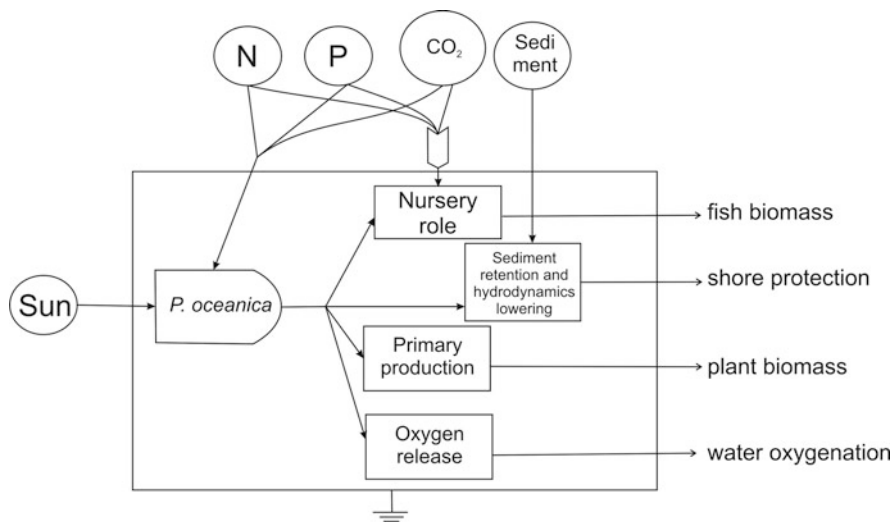 N
P
CO₂
Sedi
ment
Nursery
role
fish biomass
Sediment
retention and
hydrodynamics
lowering
shore protection
Sun
P. oceanica
Primary
production
plant biomass
Oxygen
release
water oxygenation